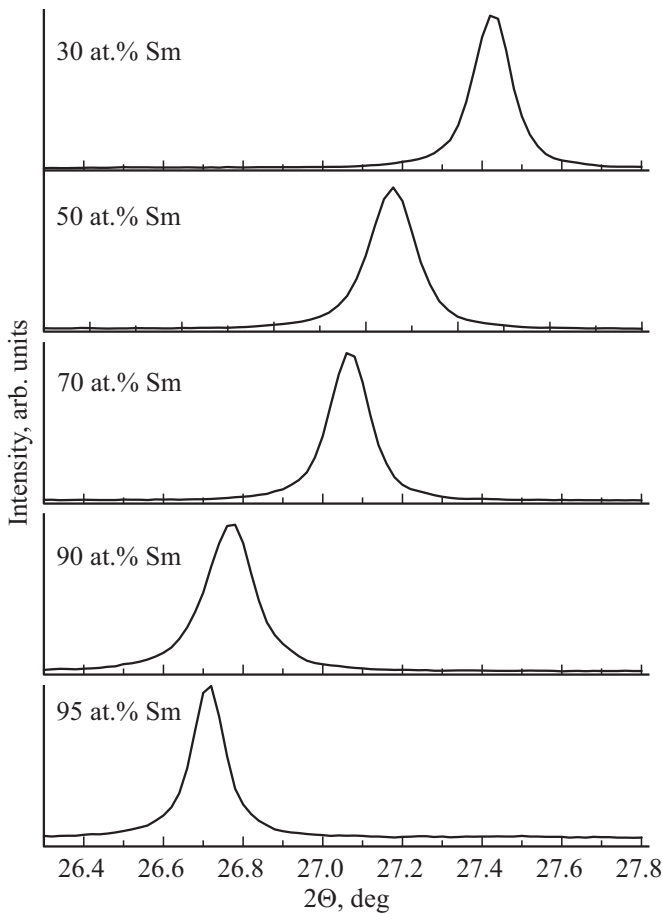 30 at.% Sm
50 at.% Sm
70 at.% Sm
90 at.% Sm
95 at.% Sm
Intensity, arb. units
26.4 26.6 26.8 27.0 27.2 27.4 27.6 27.8
2Θ, deg